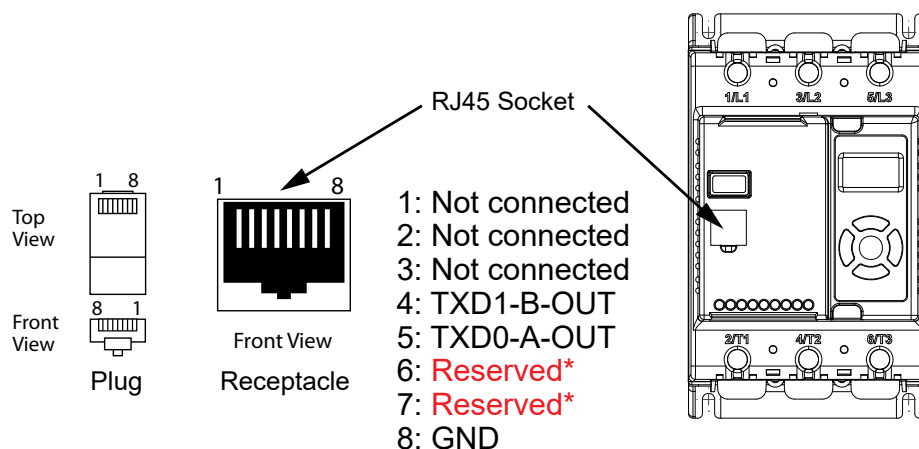 RJ45 Socket
1/L1 3/L2 5/L3
1 8
Top
View
8 1
Front
View
Plug
1 8
Front View
Receptacle
1: Not connected
2: Not connected
3: Not connected
4: TXD1-B-OUT
5: TXD0-A-OUT
6: Reserved*
7: Reserved*
8: GND
2/T1 4/T2 6/T3